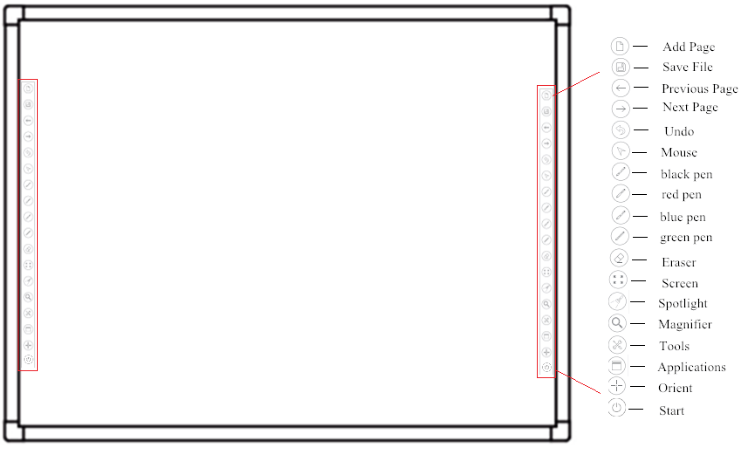 Add Page
Save File
Previous Page
Next Page
Undo
Mouse
black pen
red pen
blue pen
green pen
Eraser
Screen
Spotlight
Magnifier
Tools
Applications
Orient
Start